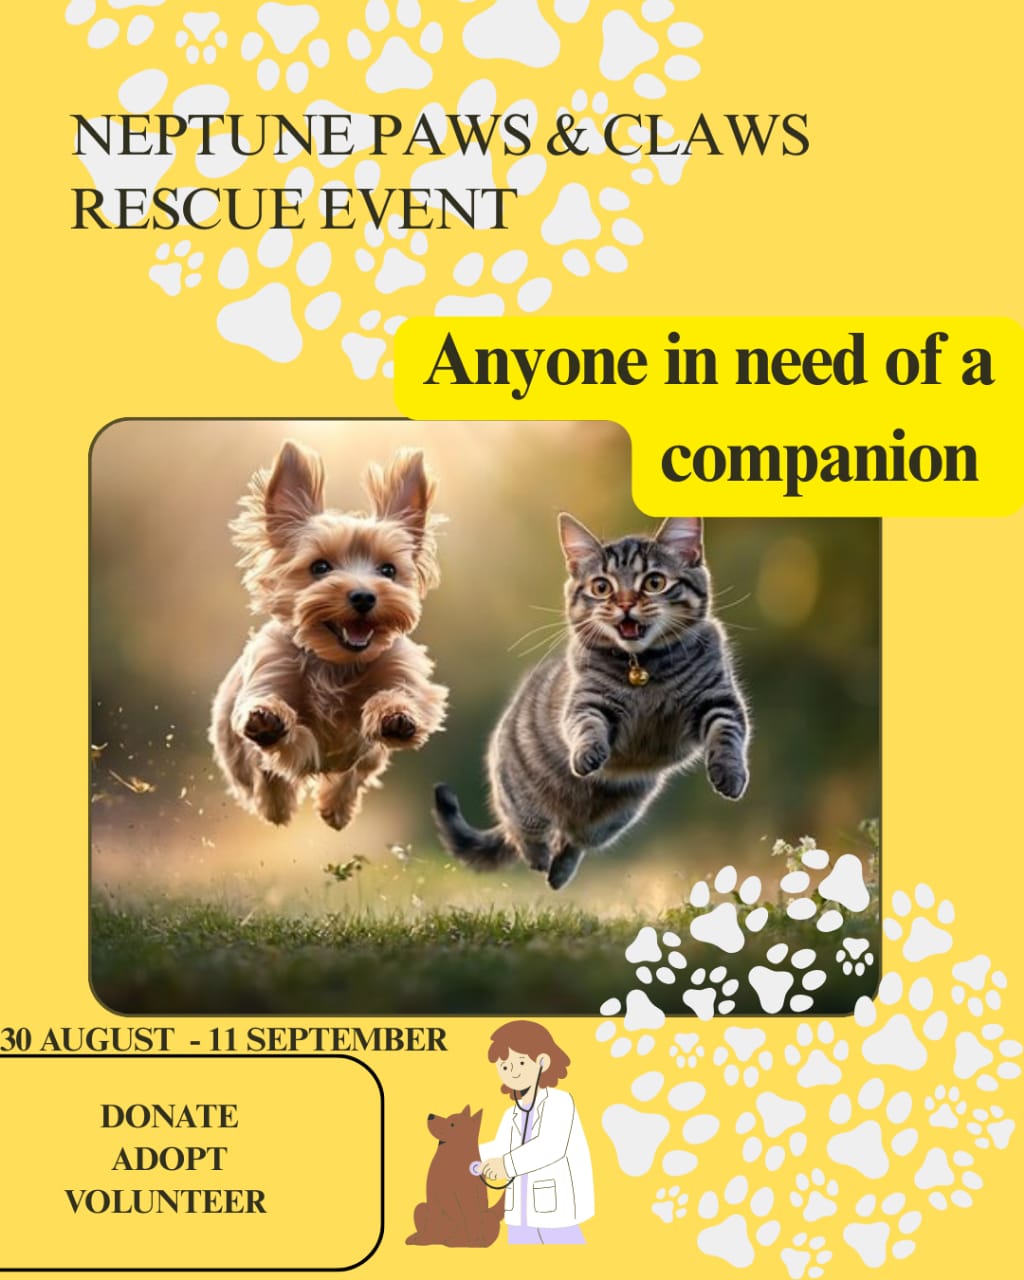 NEPTUNE PAWS & CLAWS
RESCUE EVENT
Anyone in need of a
companion
30 AUGUST - 11 SEPTEMBER
DONATE
ADOPT
VOLUNTEER